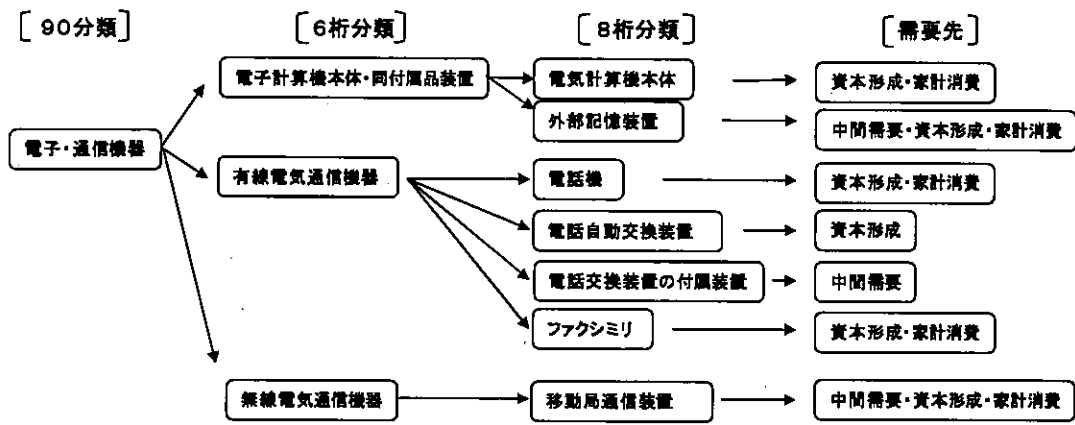 [90分類]
[6桁分類]
[8桁分類]
[需要先]
電子計算機本体・同付属品装置
電気計算機本体
資本形成・家計消費
外部記憶装置
中間需要・資本形成・家計消費
電子・通信機器
有線電気通信機器
電話機
資本形成・家計消費
電話自動交換装置
資本形成
電話交換装置の付属装置
中間需要
ファクシミリ
資本形成・家計消費
無線電気通信機器
移動局通信装置
中間需要・資本形成・家計消費